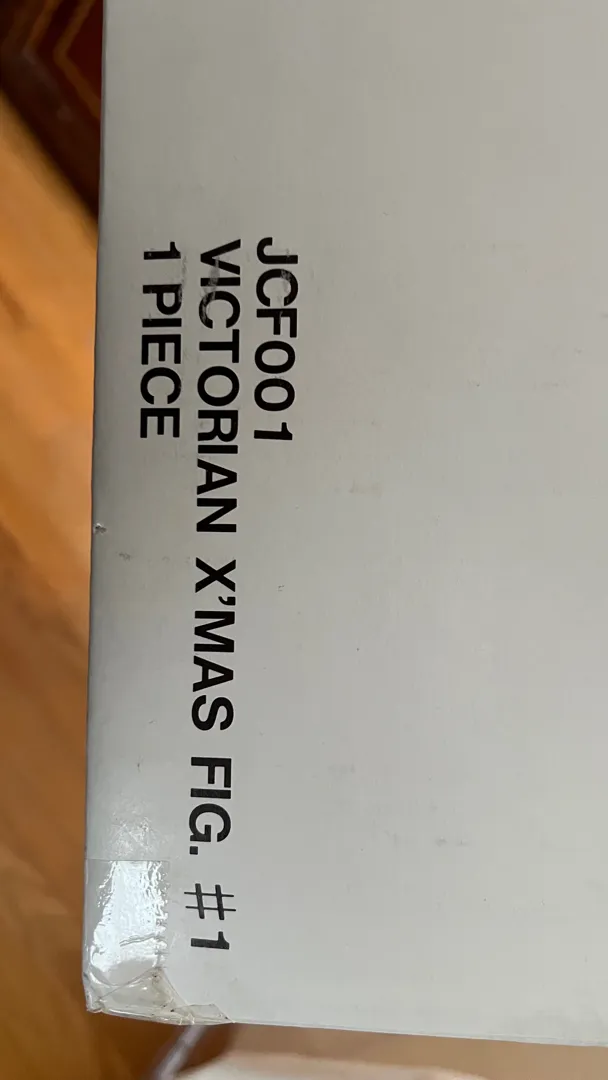 JCF001
VICTORIAN X'MAS FIG. #1
1 PIECE